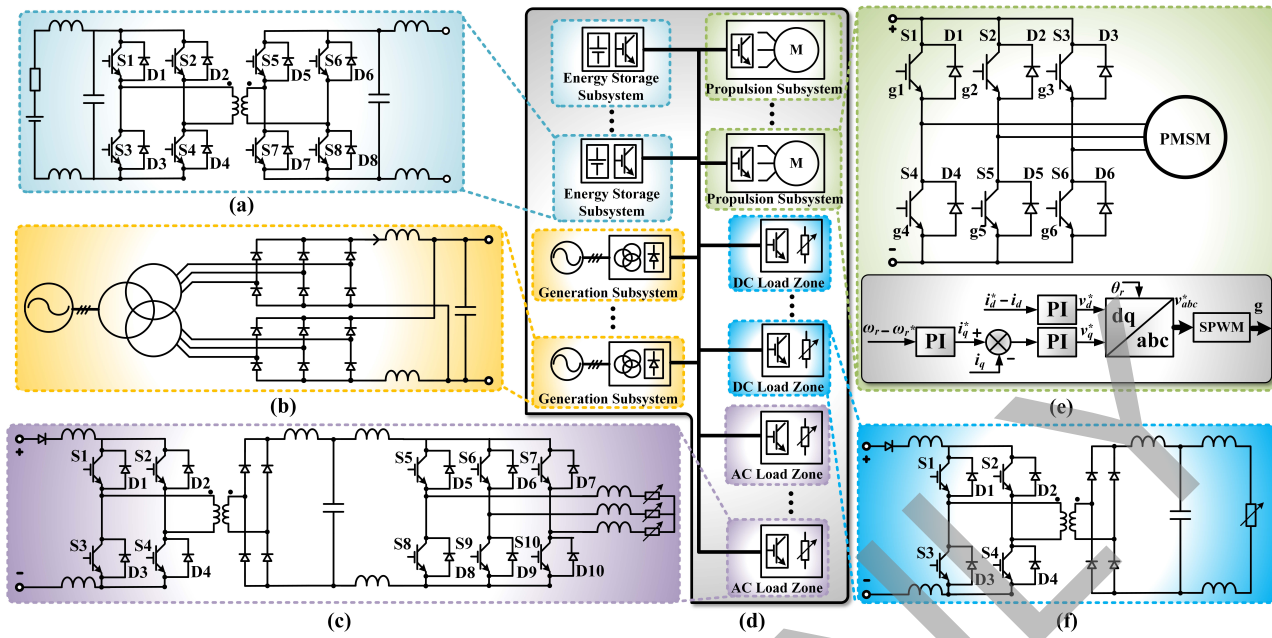 S1
S2
D1
D2
S3
S4
D3
D4
S5
S6
D5
D6
S7
S8
D7
D8
(a)
(b)
S1
S2
D1
D2
S3
S4
D3
D4
S5
S6
S7
D5
D6
D7
S8
S9
S10
D8
D9
D10
+
-
(c)
Energy Storage
Subsystem
M
Propulsion Subsystem
Energy Storage
Subsystem
M
Propulsion Subsystem
Generation Subsystem
DC Load Zone
Generation Subsystem
DC Load Zone
AC Load Zone
AC Load Zone
(d)
+
S1
D1
S2
D2
S3
D3
g1
g2
g3
PMSM
S4
D4
S5
D5
S6
D6
g4
g5
g6
-
i*d − id
PI
v*d
θr
v*abc
dq
abc
SPWM
g
ωr − ωr*
PI
i*q
+
−
iq
PI
v*q
(e)
+
S1
S2
D1
D2
S3
S4
D3
D4
-
(f)
LY